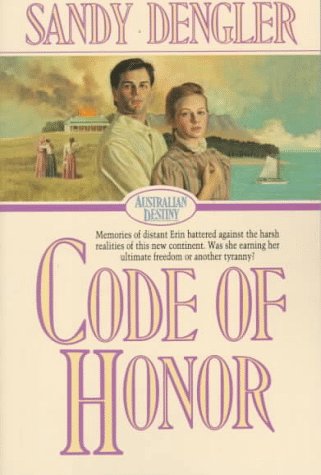 SANDY DENGLER
AUSTRALIAN
DESTINY
Memories of distant Erin battered against the harsh
realities of this new continent. Was she earning her
ultimate freedom or another tyranny?
CODE OF
HONOR